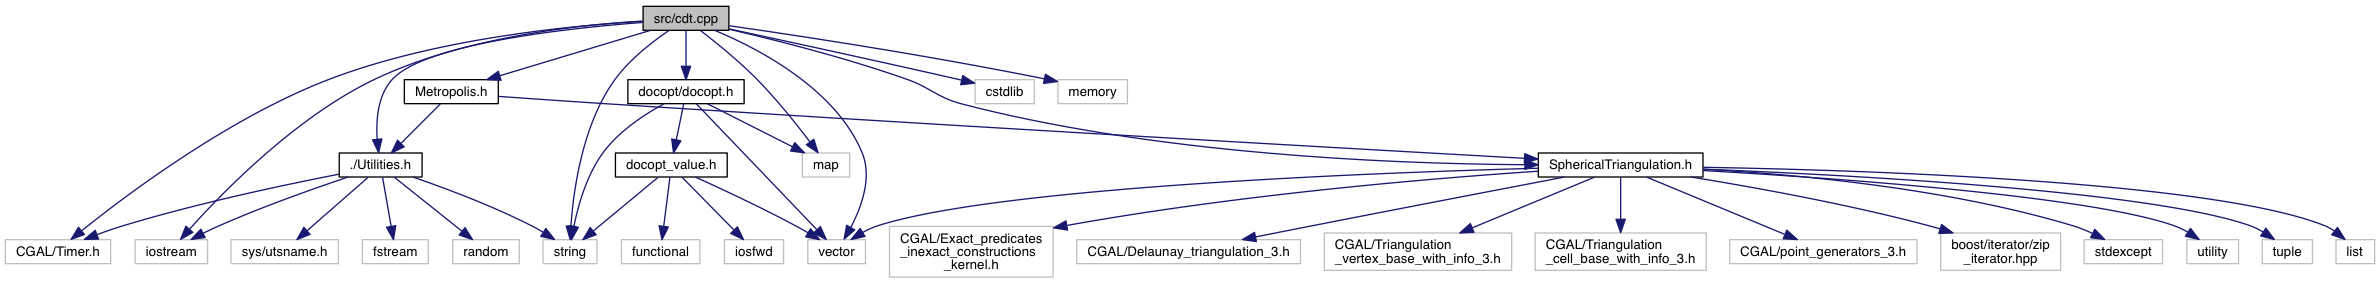 src/cdt.cpp
Metropolis.h
docopt/docopt.h
cstdlib
memory
./Utilities.h
docopt_value.h
map
SphericalTriangulation.h
CGAL/Timer.h
iostream
sys/utsname.h
fstream
random
string
functional
iosfwd
vector
CGAL/Exact_predicates
_inexact_constructions
_kernel.h
CGAL/Delaunay_triangulation_3.h
CGAL/Triangulation
_vertex_base_with_info_3.h
CGAL/Triangulation
_cell_base_with_info_3.h
CGAL/point_generators_3.h
boost/iterator/zip
_iterator.hpp
stdexcept
utility
tuple
list